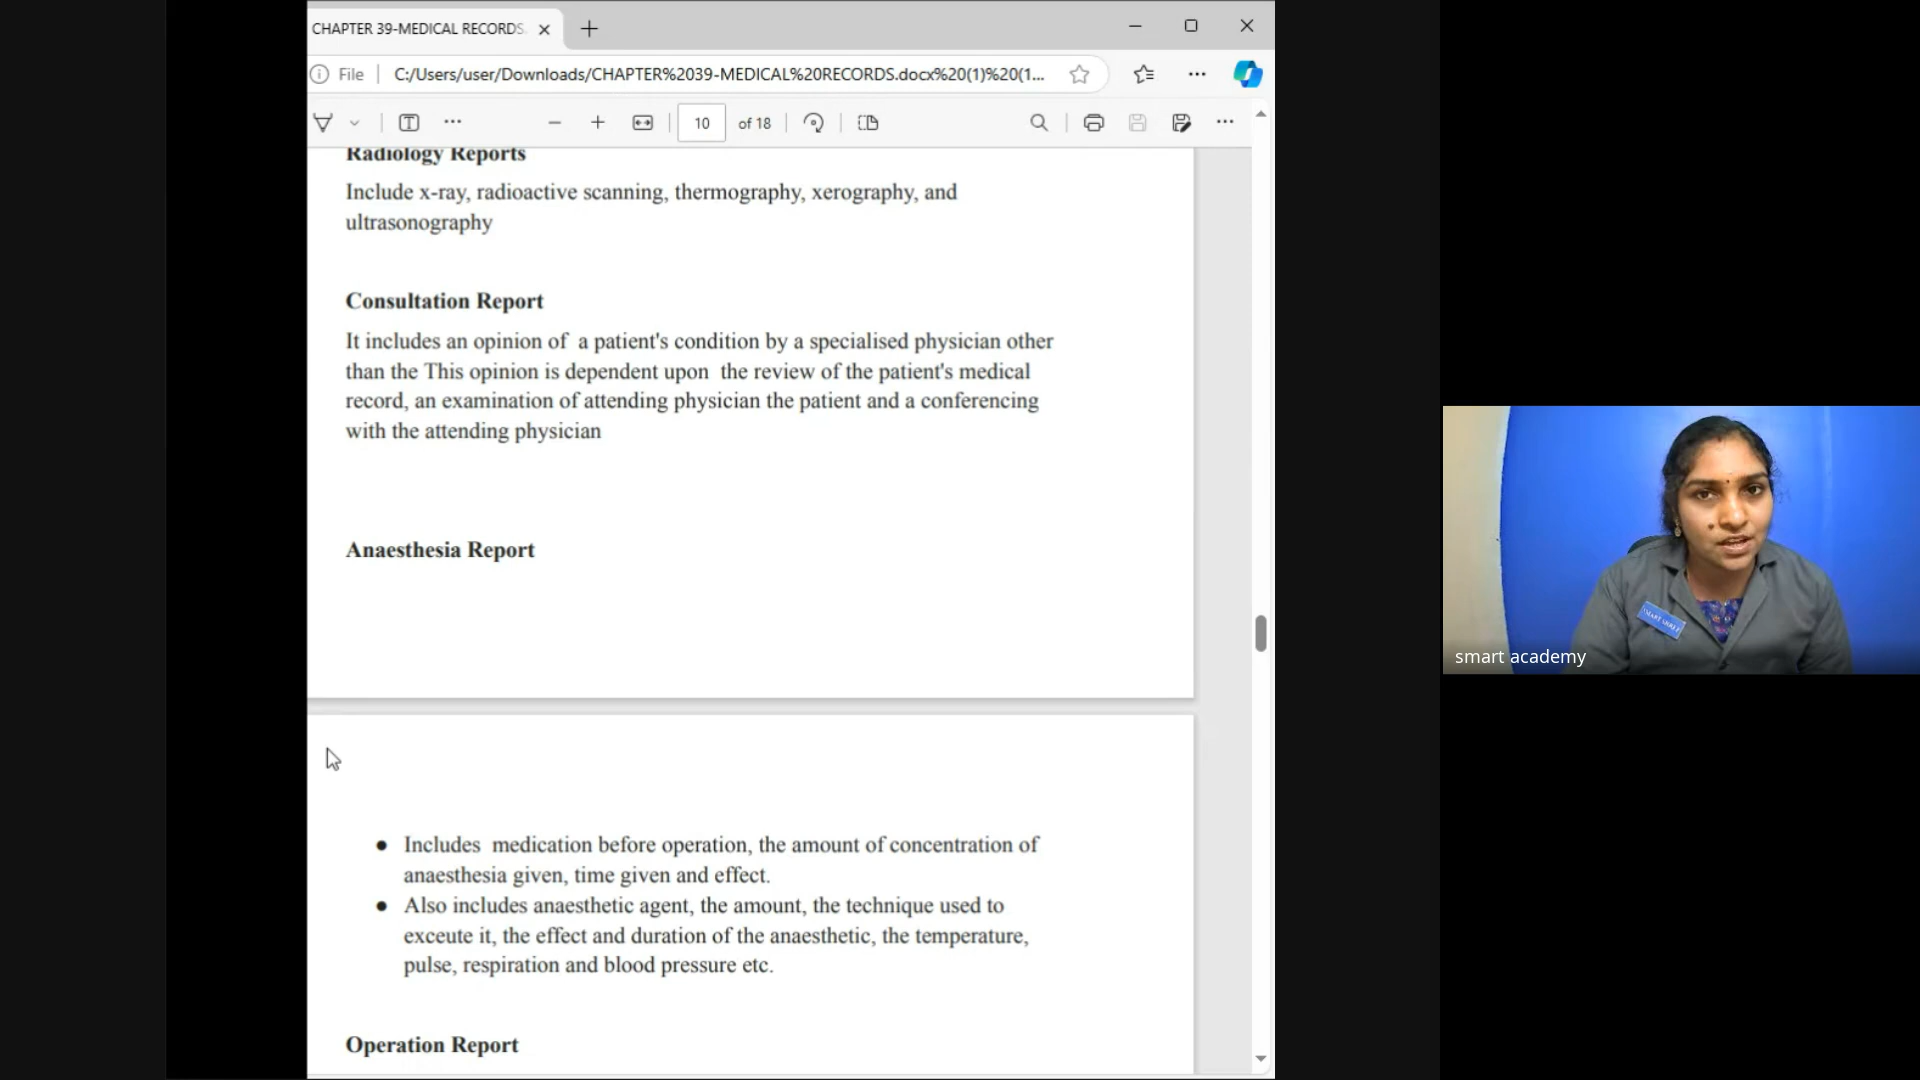 CHAPTER 39-MEDICAL RECORDS.
File
C:/Users/user/Downloads/CHAPTER%2039-MEDICAL%20RECORDS.docx%20(1)%20(1...
10 of 18
Radiology Reports
Include x-ray, radioactive scanning, thermography, xerography, and
ultrasonography
Consultation Report
It includes an opinion of a patient's condition by a specialised physician other
than the This opinion is dependent upon the review of the patient's medical
record, an examination of attending physician the patient and a conferencing
with the attending physician
Anaesthesia Report
● Includes medication before operation, the amount of concentration of
anaesthesia given, time given and effect.
● Also includes anaesthetic agent, the amount, the technique used to
exceute it, the effect and duration of the anaesthetic, the temperature,
pulse, respiration and blood pressure etc.
Operation Report
smart academy